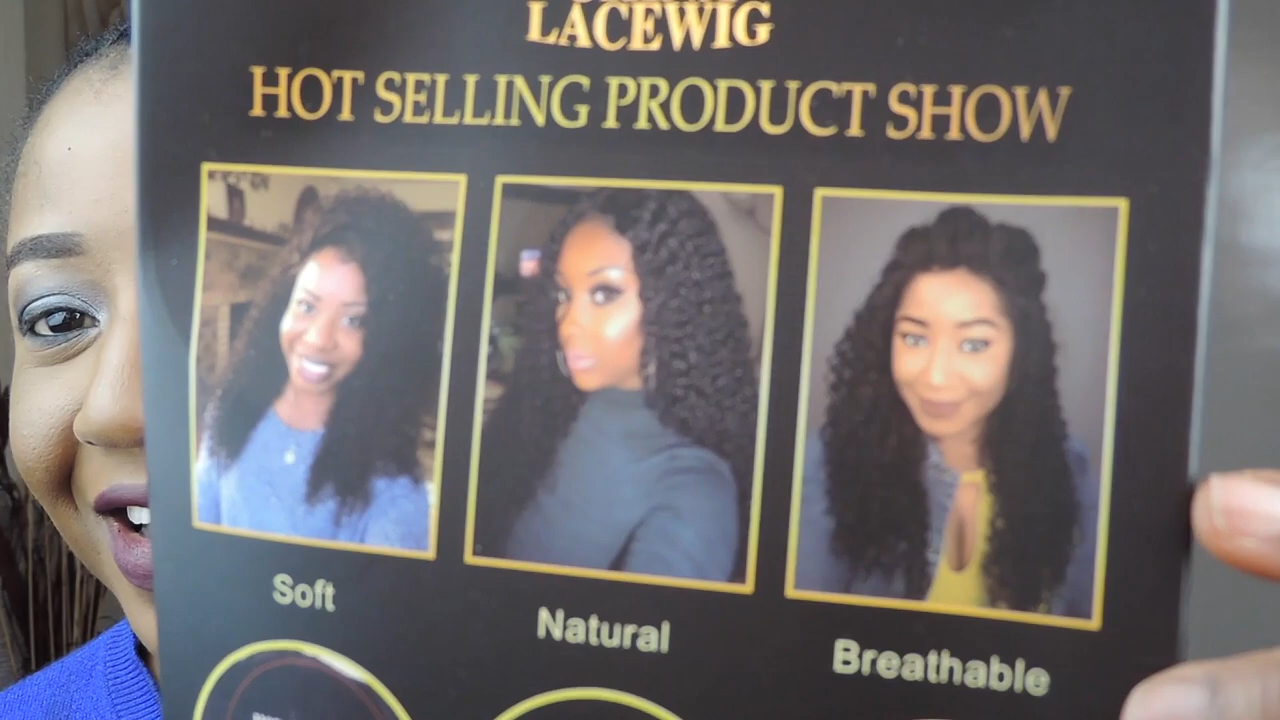 LACEWIG
HOT SELLING PRODUCT SHOW
Soft
Natural
Breathable